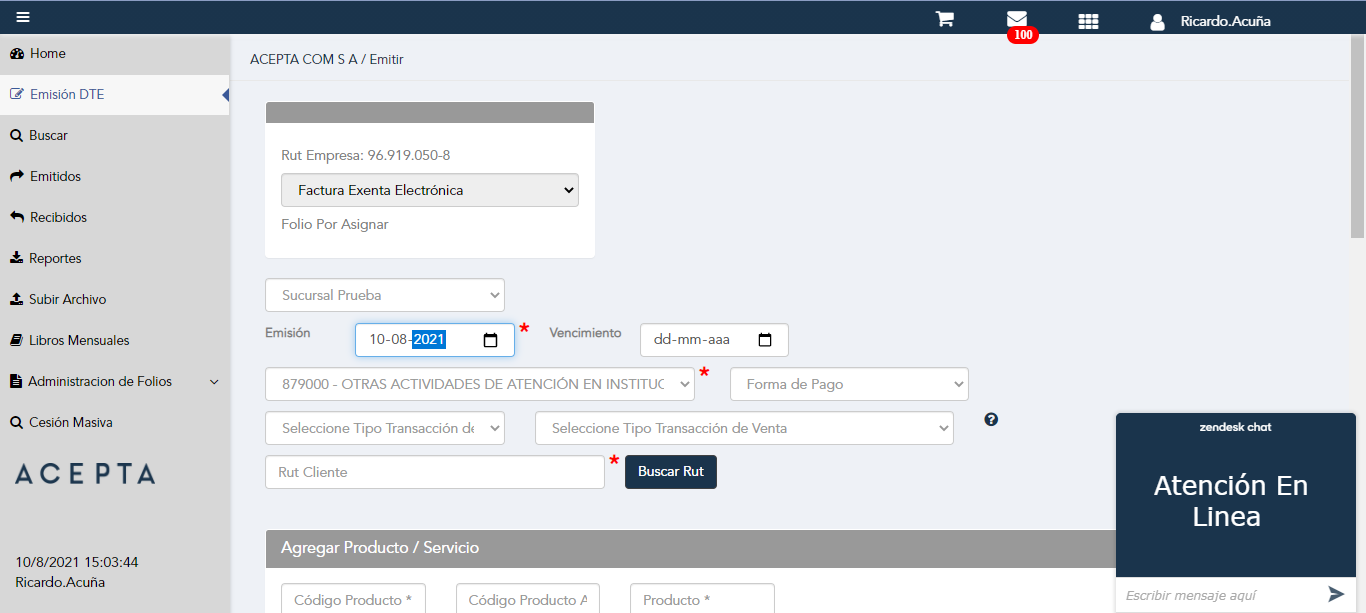 Ricardo.Acuña
100
Home
ACEPTA COM S A / Emitir
Emisión DTE
Buscar
Emitidos
Recibidos
Reportes
Subir Archivo
Libros Mensuales
Administracion de Folios
Cesión Masiva
ACEPTA
10/8/2021 15:03:44
Ricardo.Acuña
Rut Empresa: 96.919.050-8
Factura Exenta Electrónica
Folio Por Asignar
Sucursal Prueba
Emisión 10-08-2021 * Vencimiento dd-mm-aaa
879000 - OTRAS ACTIVIDADES DE ATENCIÓN EN INSTITUC * Forma de Pago
Seleccione Tipo Transacción de Seleccione Tipo Transacción de Venta ?
Rut Cliente * Buscar Rut
Agregar Producto / Servicio
Código Producto * Código Producto A Producto *
zendesk chat
Atención En
Linea
Escribir mensaje aquí